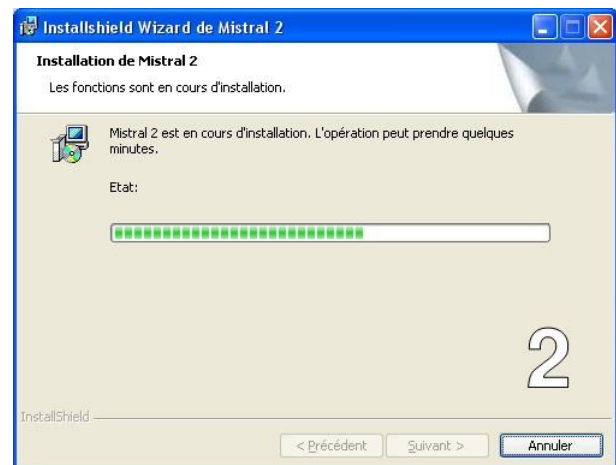 Installshield Wizard de Mistral 2
Installation de Mistral 2
Les fonctions sont en cours d'installation.
Mistral 2 est en cours d'installation. L'opération peut prendre quelques
minutes.
Etat:
2
InstallShield
< Précédent
Suivant >
Annuler